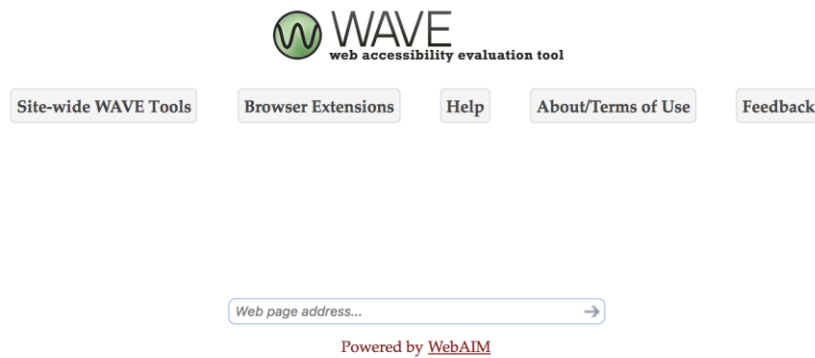 WAVE
web accessibility evaluation tool
Site-wide WAVE Tools Browser Extensions Help About/Terms of Use Feedback
Web page address...
Powered by WebAIM